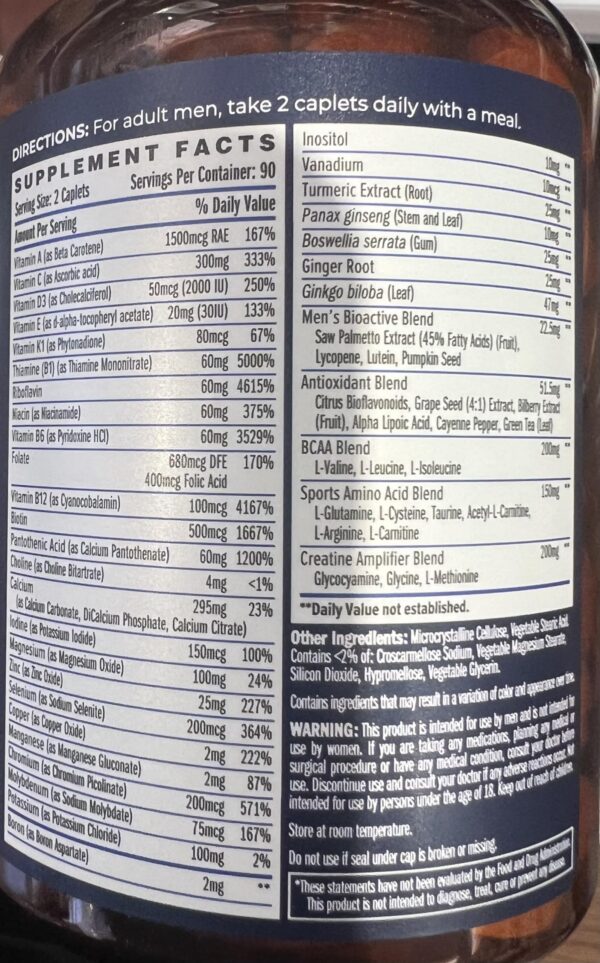 DIRECTIONS: For adult men, take 2 caplets daily with a meal.
SUPPLEMENT FACTS
Serving Size: 2 Caplets Servings Per Container: 90
Amount Per Serving % Daily Value
Vitamin A (as Beta Carotene) 1500mcg RAE 167%
Vitamin C (as Ascorbic acid) 300mg 333%
Vitamin D3 (as Cholecalciferol) 50mcg (2000 IU) 250%
Vitamin E (as d-alpha-tocopheryl acetate) 20mg (30IU) 133%
Vitamin K1 (as Phytonadione) 80mcg 67%
Thiamine (B1) (as Thiamine Mononitrate) 60mg 5000%
Riboflavin 60mg 4615%
Niacin (as Niacinamide) 60mg 375%
Vitamin B6 (as Pyridoxine HCl) 60mg 3529%
Folate 680mcg DFE 170%
400mcg Folic Acid
Vitamin B12 (as Cyanocobalamin) 100mcg 4167%
Biotin 500mcg 1667%
Pantothenic Acid (as Calcium Pantothenate) 60mg 1200%
Choline (as Choline Bitartrate) 4mg <1%
Calcium 295mg 23%
(as Calcium Carbonate, DiCalcium Phosphate, Calcium Citrate)
Iodine (as Potassium Iodide) 150mcg 100%
Magnesium (as Magnesium Oxide) 100mg 24%
Zinc (as Zinc Oxide) 25mg 227%
Selenium (as Sodium Selenite) 200mcg 364%
Copper (as Copper Oxide) 2mg 222%
Manganese (as Manganese Gluconate) 2mg 87%
Chromium (as Chromium Picolinate) 200mcg 571%
Molybdenum (as Sodium Molybdate) 75mcg 167%
Potassium (as Potassium Chloride) 100mg 2%
Boron (as Boron Aspartate) 2mg **
Inositol 10mg **
Vanadium 10mcg **
Turmeric Extract (Root) 25mg **
Panax ginseng (Stem and Leaf) 10mg **
Boswellia serrata (Gum) 25mg **
Ginger Root 25mg **
Ginkgo biloba (Leaf) 47mg **
Men's Bioactive Blend 22.5mg **
Saw Palmetto Extract (45% Fatty Acids) (Fruit),
Lycopene, Lutein, Pumpkin Seed
Antioxidant Blend 51.5mg **
Citrus Bioflavonoids, Grape Seed (4:1) Extract, Bilberry Extract
(Fruit), Alpha Lipoic Acid, Cayenne Pepper, Green Tea (Leaf)
BCAA Blend 200mg **
L-Valine, L-Leucine, L-Isoleucine
Sports Amino Acid Blend 150mg **
L-Glutamine, L-Cysteine, Taurine, Acetyl-L-Carnitine,
L-Arginine, L-Carnitine
Creatine Amplifier Blend 200mg **
Glycocyamine, Glycine, L-Methionine
**Daily Value not established.
Other Ingredients: Microcrystalline Cellulose, Vegetable Stearic Acid.
Contains <2% of: Croscarmellose Sodium, Vegetable Magnesium Stearate,
Silicon Dioxide, Hypromellose, Vegetable Glycerin.
Contains ingredients that may result in a variation of color and appearance over time.
WARNING: This product is intended for use by men and is not intended for
use by women. If you are taking any medications, planning any medical or
surgical procedure or have any medical condition, consult your doctor before
use. Discontinue use and consult your doctor if any adverse reactions occur. Not
intended for use by persons under the age of 18. Keep out of reach of children.
Store at room temperature.
Do not use if seal under cap is broken or missing.
*These statements have not been evaluated by the Food and Drug Administration.
This product is not intended to diagnose, treat, cure or prevent any disease.